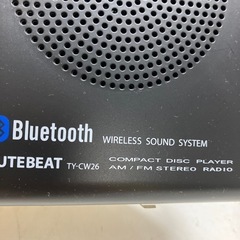 Bluetooth WIRELESS SOUND SYSTEM
UTEBEAT TY-CW26 COMPACT DISC PLAYER
AM / FM STEREO RADIO